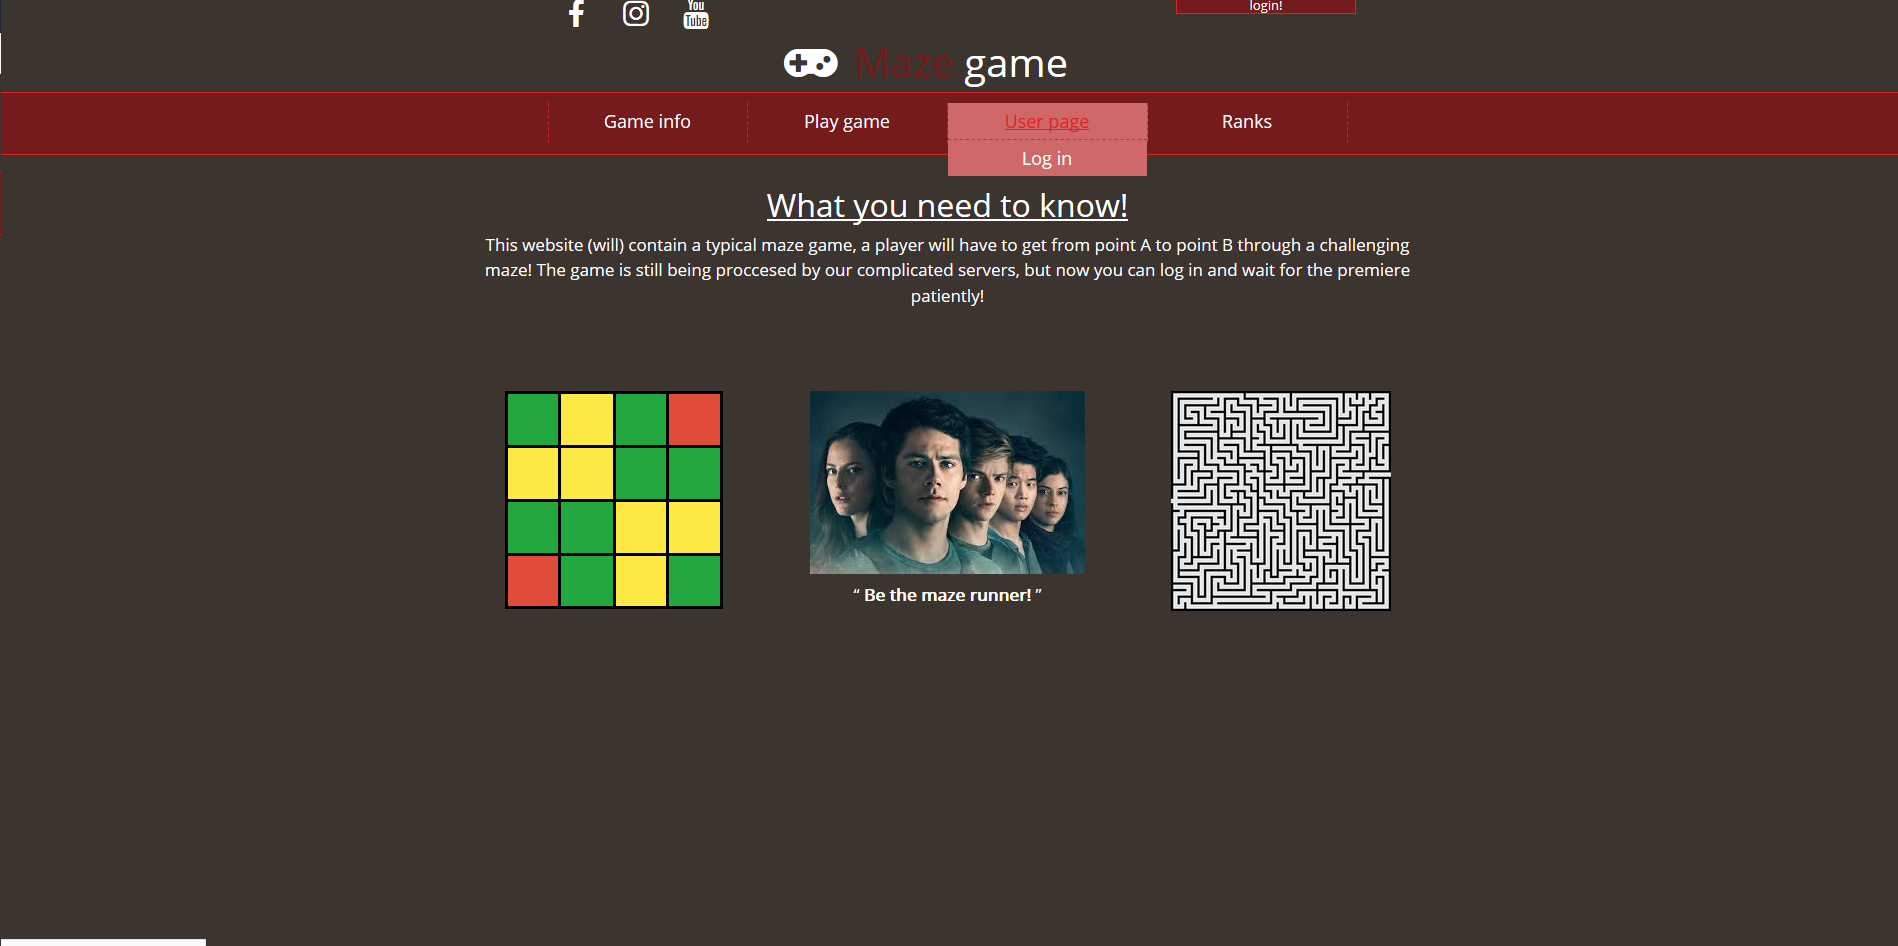 You
Tube
login!
Maze game
Game info
Play game
User page
Ranks
Log in
What you need to know!
This website (will) contain a typical maze game, a player will have to get from point A to point B through a challenging
maze! The game is still being proccesed by our complicated servers, but now you can log in and wait for the premiere
patiently!
“ Be the maze runner! ”